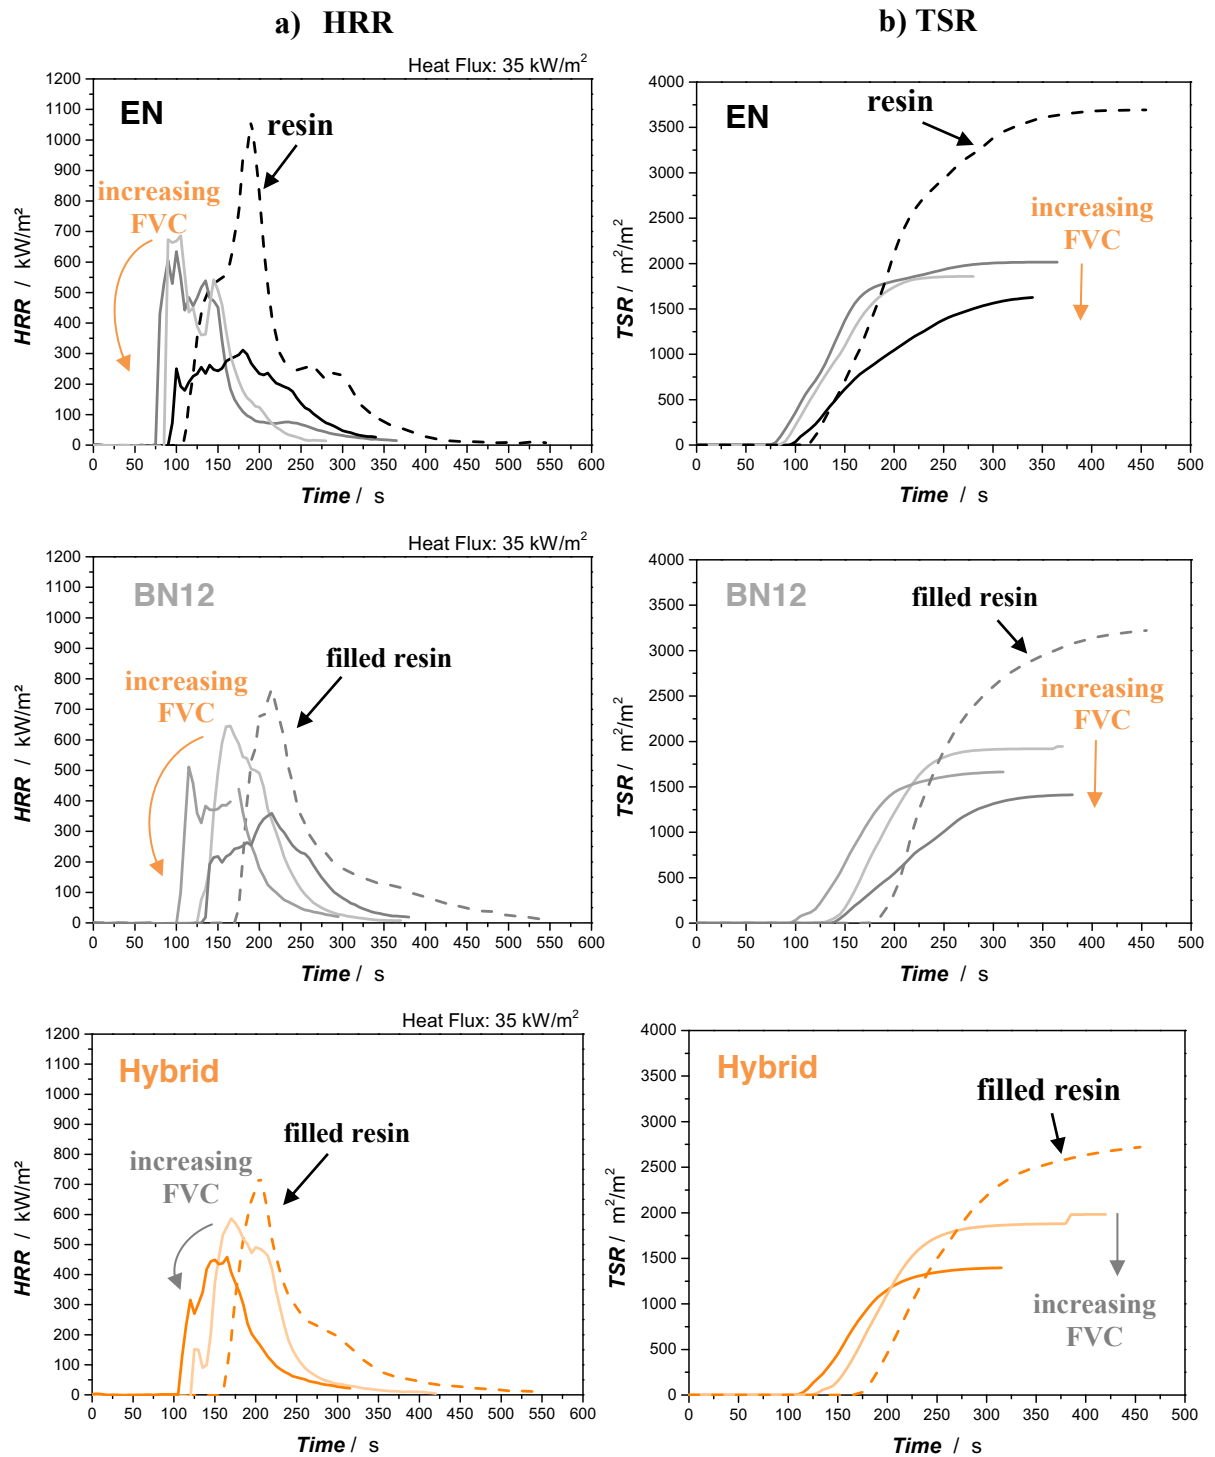 a) HRR
b) TSR
Heat Flux: 35 kW/m²
EN
resin
increasing
FVC
HRR / kW/m²
1200
1100
1000
900
800
700
600
500
400
300
200
100
0
0 50 100 150 200 250 300 350 400 450 500 550 600
Time / s
EN
resin
increasing
FVC
TSR / m²/m²
4000
3500
3000
2500
2000
1500
1000
500
0
0 50 100 150 200 250 300 350 400 450 500
Time / s
Heat Flux: 35 kW/m²
BN12
filled resin
increasing
FVC
HRR / kW/m²
1200
1100
1000
900
800
700
600
500
400
300
200
100
0
0 50 100 150 200 250 300 350 400 450 500 550 600
Time / s
BN12
filled resin
increasing
FVC
TSR / m²/m²
4000
3500
3000
2500
2000
1500
1000
500
0
0 50 100 150 200 250 300 350 400 450 500
Time / s
Heat Flux: 35 kW/m²
Hybrid
filled resin
increasing
FVC
HRR / kW/m²
1200
1100
1000
900
800
700
600
500
400
300
200
100
0
0 50 100 150 200 250 300 350 400 450 500 550 600
Time / s
Hybrid
filled resin
increasing
FVC
TSR / m²/m²
4000
3500
3000
2500
2000
1500
1000
500
0
0 50 100 150 200 250 300 350 400 450 500
Time / s